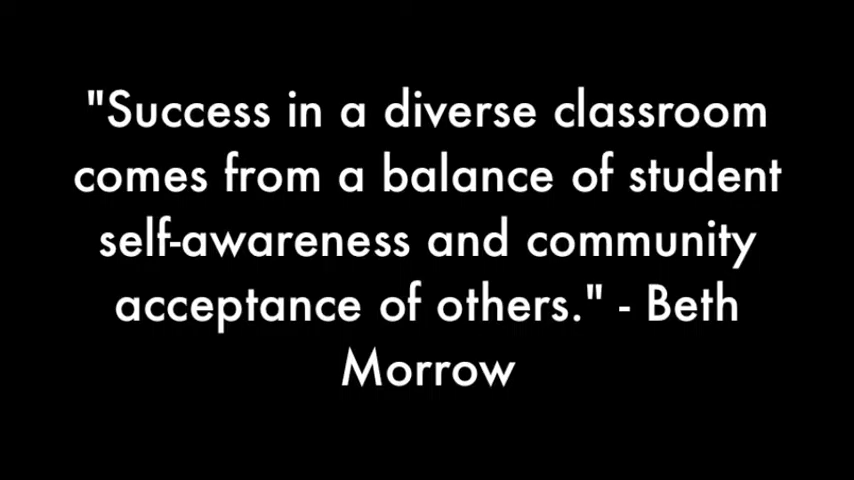 "Success in a diverse classroom
comes from a balance of student
self-awareness and community
acceptance of others." - Beth
Morrow